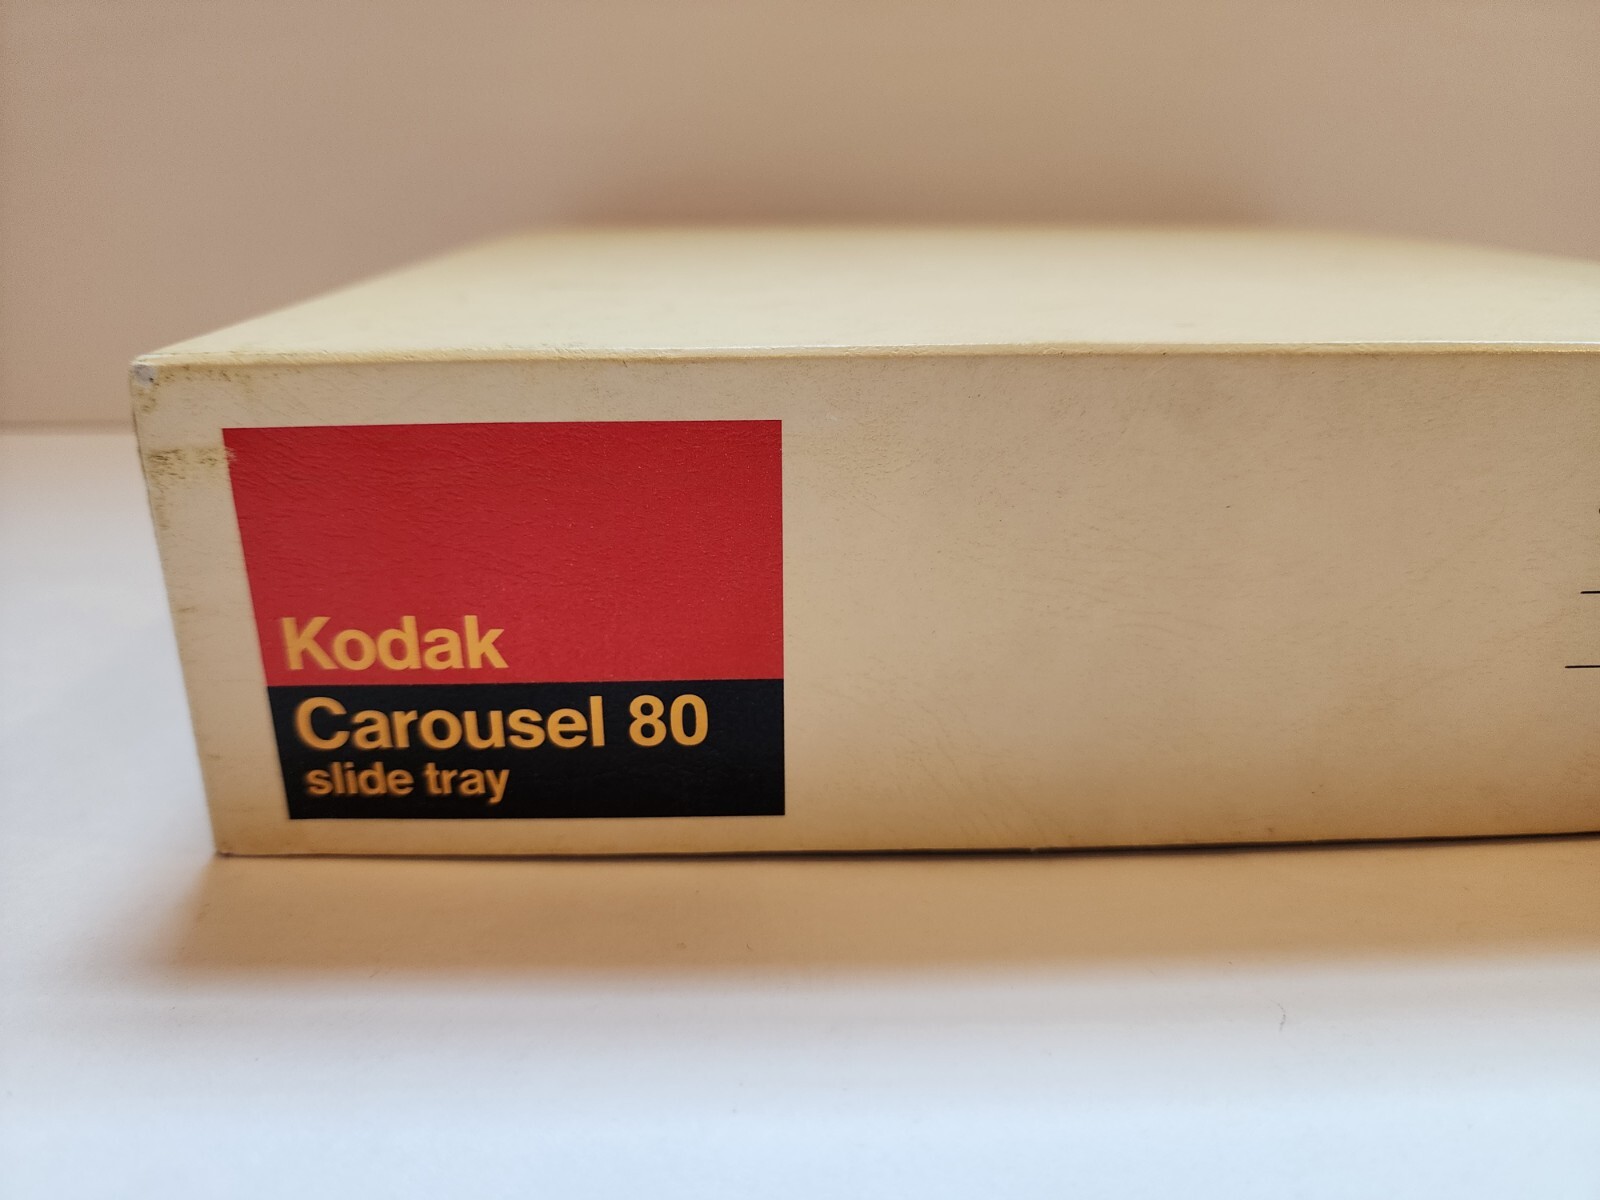 Kodak
Carousel 80
slide tray